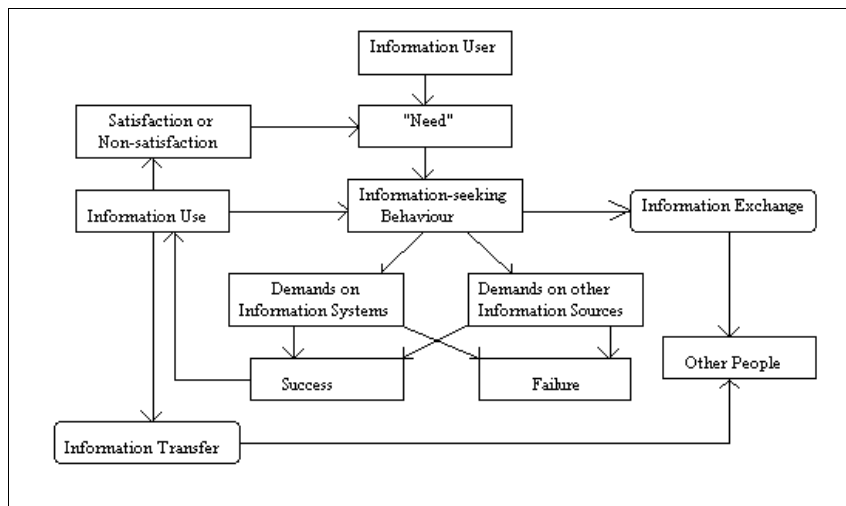 Information User
Satisfaction or
Non-satisfaction
"Need"
Information Use
Information-seeking
Behaviour
Information Exchange
Demands on
Information Systems
Demands on other
Information Sources
Success
Failure
Other People
Information Transfer